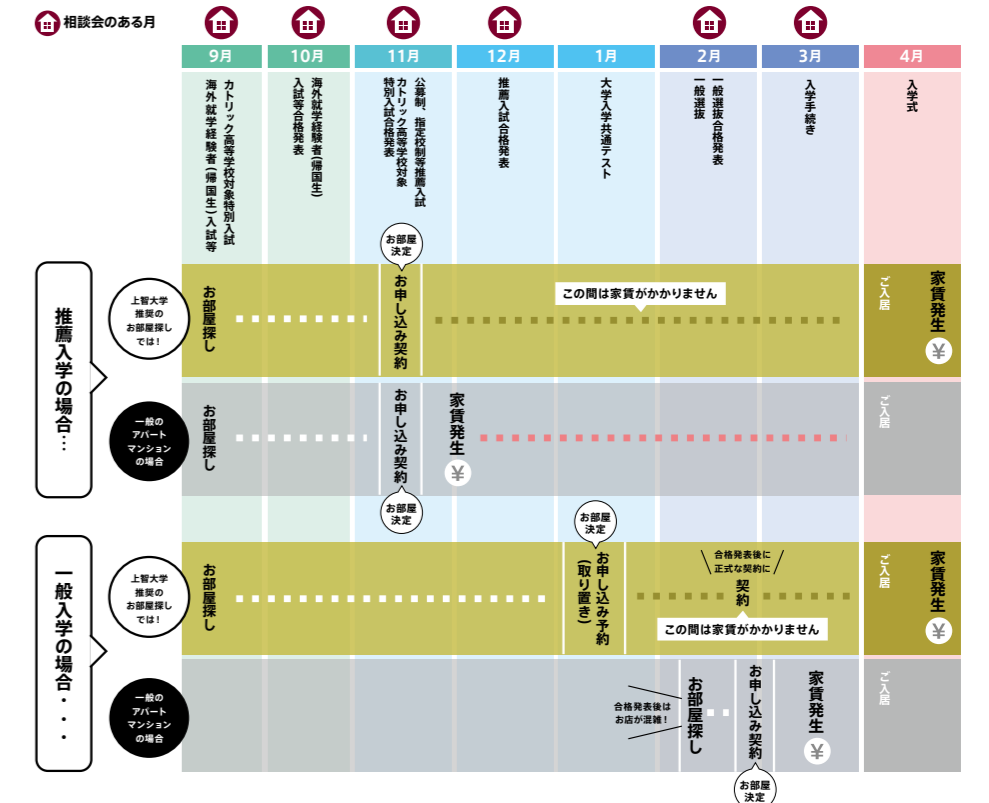 相談会のある月
9月
10月
11月
12月
1月
2月
3月
4月
カトリック高等学校対象特別入試
海外就学経験者(帰国生)入試等
海外就学経験者(帰国生)
入試等合格発表
公募制、指定校制等推薦入試
カトリック高等学校対象
特別入試合格発表
推薦入試合格発表
大学入学共通テスト
一般選抜合格発表
一般選抜
入学手続き
入学式
推薦入学の場合…
上智大学
推奨の
お部屋探し
では!
お部屋探し
お部屋
決定
お申し込み契約
この間は家賃がかかりません
ご入居
家賃発生
¥
一般の
アパート
マンション
の場合
お部屋探し
お申し込み契約
お部屋
決定
家賃発生
¥
ご入居
一般入学の場合・・・
上智大学
推奨の
お部屋探し
では!
お部屋探し
お部屋
決定
お申し込み予約
(取り置き)
合格発表後に
正式な契約に
契約
この間は家賃がかかりません
ご入居
家賃発生
¥
一般の
アパート
マンション
の場合
合格発表後は
お店が混雑!
お部屋探し
お申し込み契約
お部屋
決定
家賃発生
¥
ご入居